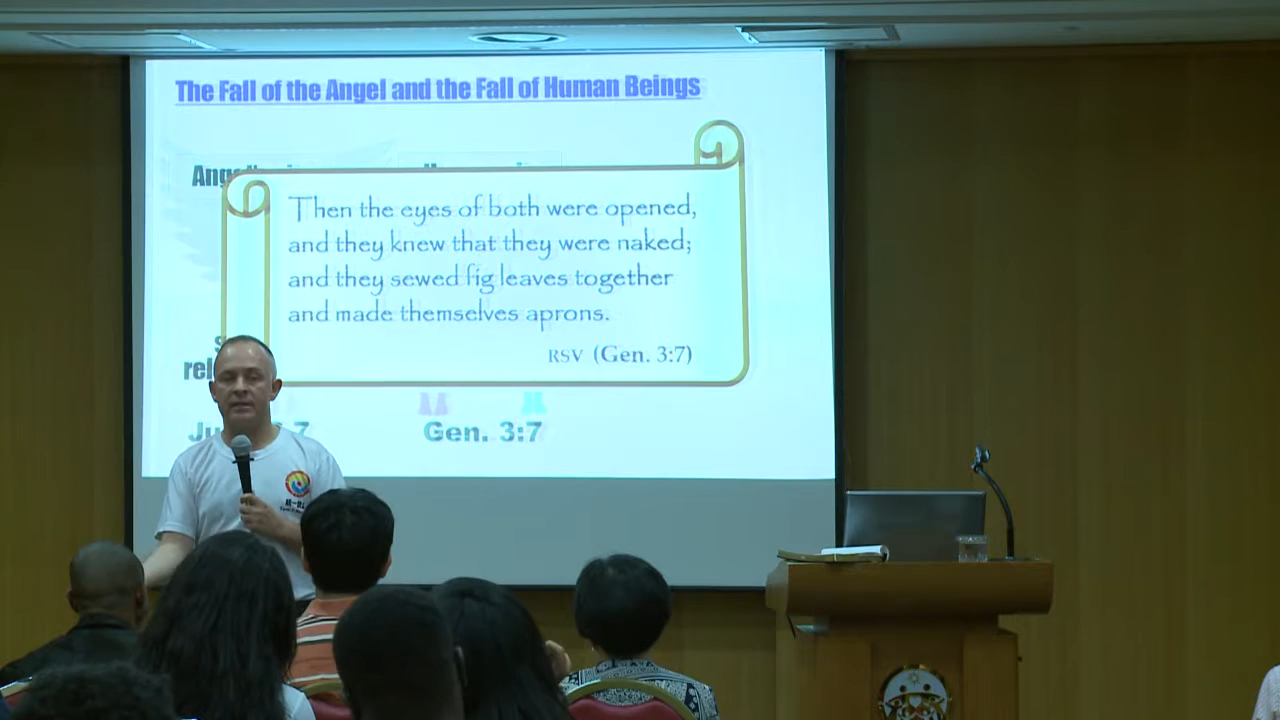 The Fall of the Angel and the Fall of Human Beings
Then the eyes of both were opened,
and they knew that they were naked;
and they sewed fig leaves together
and made themselves aprons.
RSV (Gen. 3:7)
Gen. 3:7